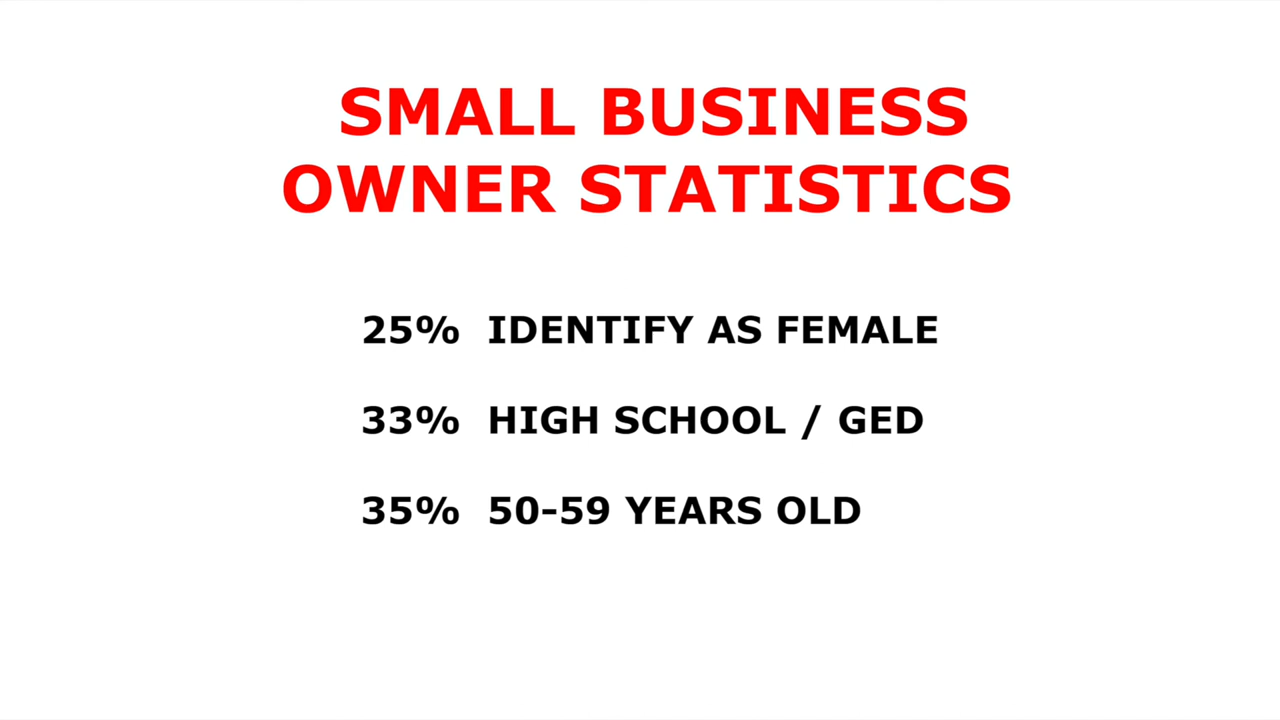 SMALL BUSINESS
OWNER STATISTICS
25% IDENTIFY AS FEMALE
33% HIGH SCHOOL / GED
35% 50-59 YEARS OLD